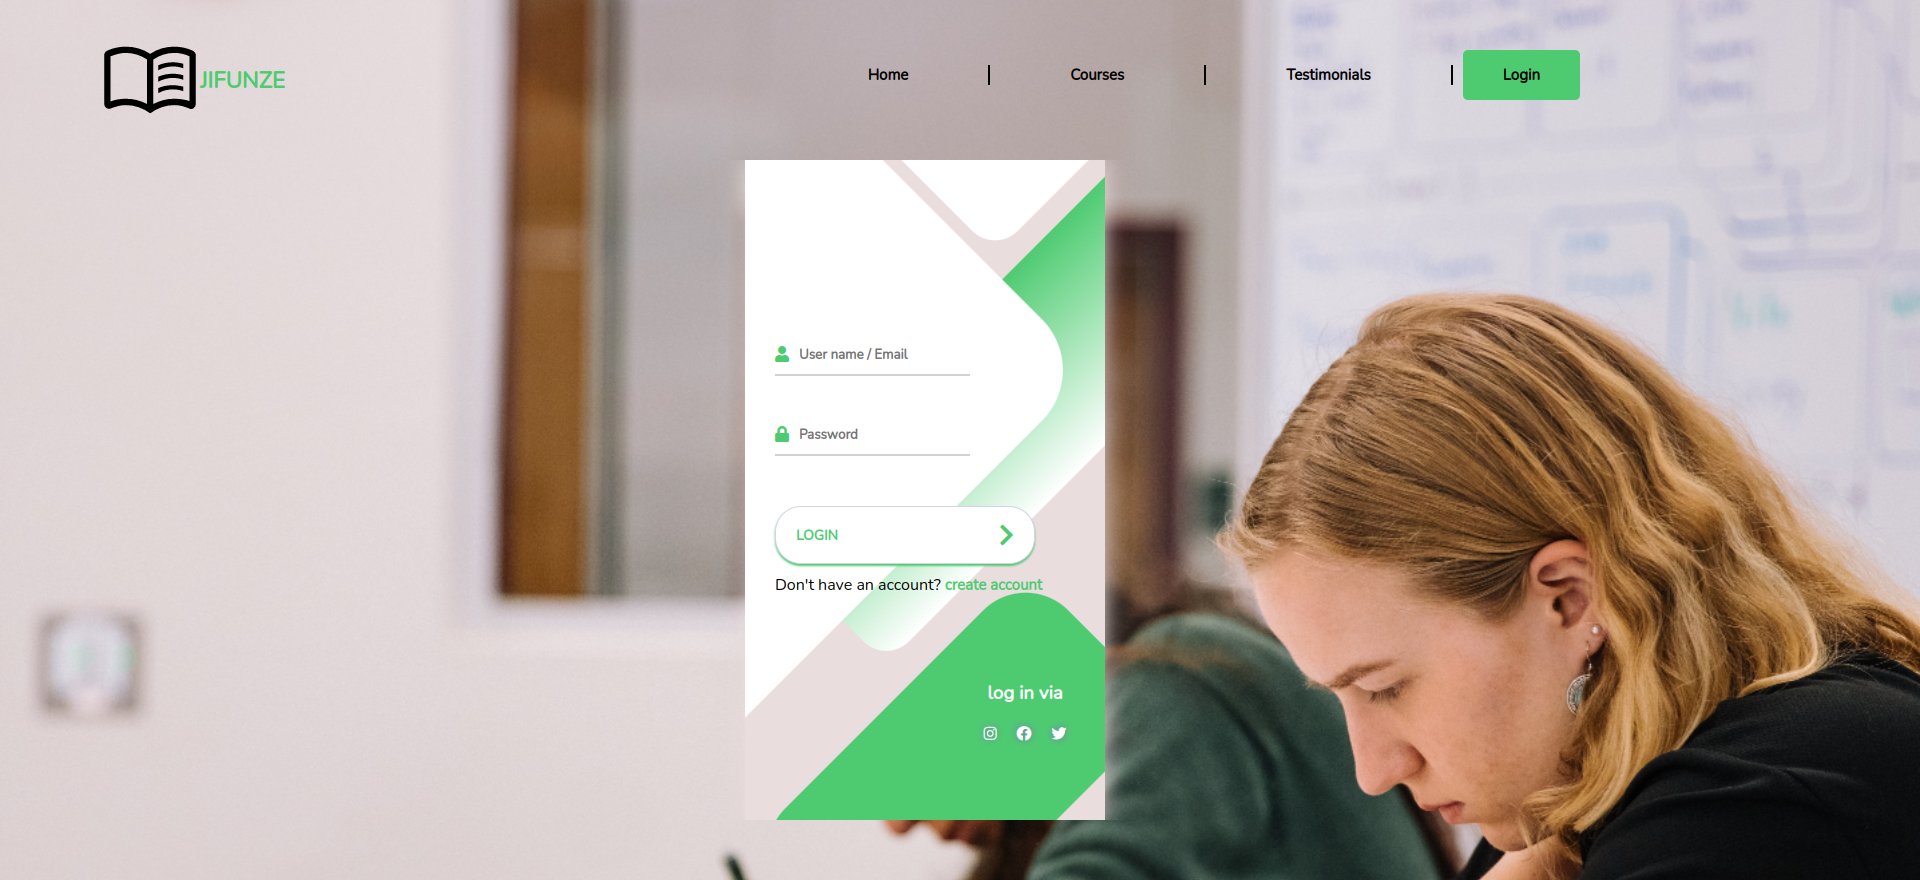 JIFUNZE
Home
Courses
Testimonials
Login
User name / Email
Password
LOGIN
Don't have an account? create account
log in via